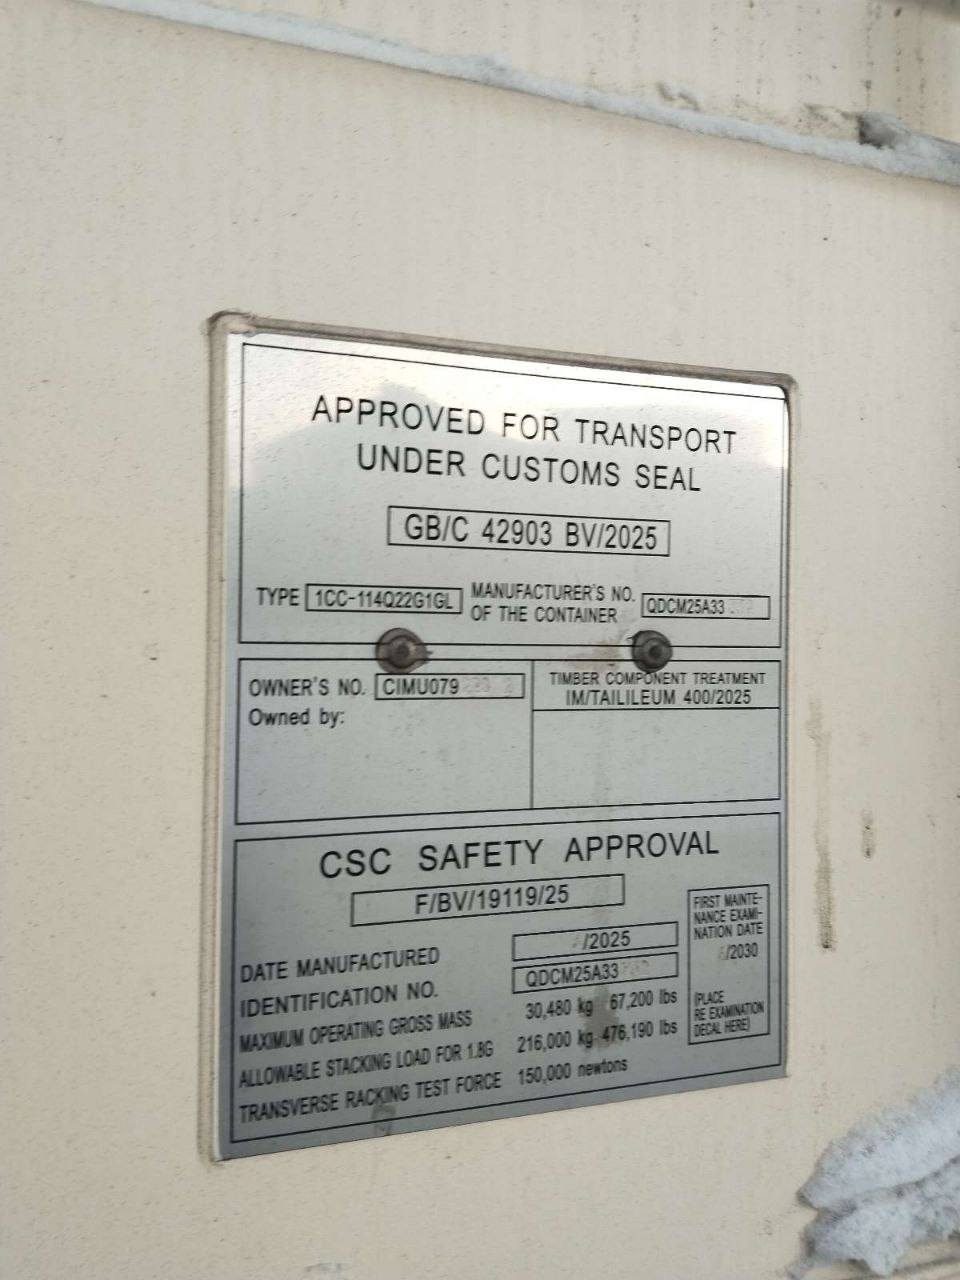 APPROVED FOR TRANSPORT
UNDER CUSTOMS SEAL
GB/C 42903 BV/2025
TYPE 1CC-114Q22G1GL MANUFACTURER'S NO. OF THE CONTAINER QDCM25A33
OWNER'S NO. CIMU079
Owned by:
TIMBER COMPONENT TREATMENT
IM/TAILILEUM 400/2025
CSC SAFETY APPROVAL
F/BV/19119/25
DATE MANUFACTURED /2025
IDENTIFICATION NO. QDCM25A33
MAXIMUM OPERATING GROSS MASS 30,480 kg 67,200 lbs
ALLOWABLE STACKING LOAD FOR 1.8G 216,000 kg 476,190 lbs
TRANSVERSE RACKING TEST FORCE 150,000 newtons
FIRST MAINTE-
NANCE EXAMI-
NATION DATE
/2030
(PLACE
RE EXAMINATION
DECAL HERE)